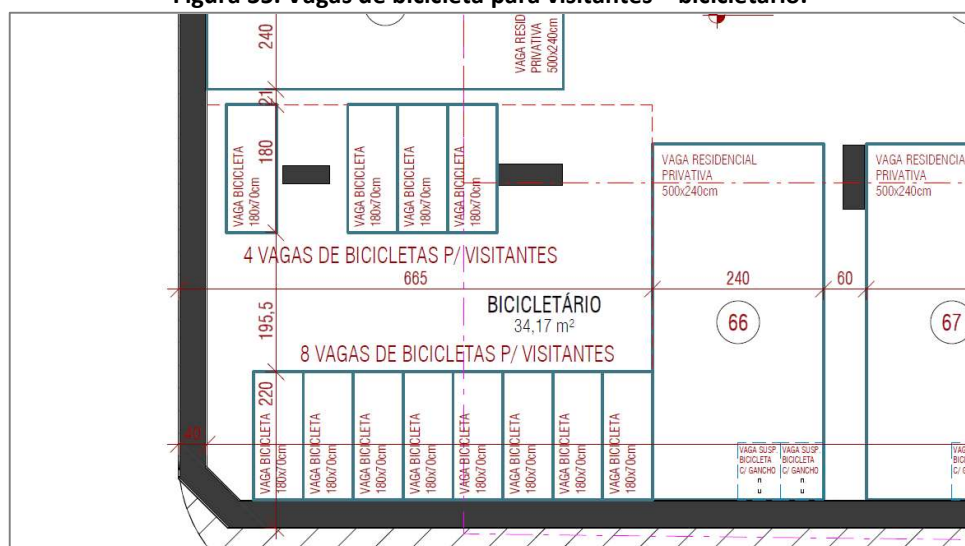 Figura Vagas de bicicleta para visitantes – bicicletário.
240
VAGA RESID
PRIVATIVA
500x240cm
21
180
VAGA BICICLETA
180x70cm
VAGA BICICLETA
180x70cm
VAGA BICICLETA
180x70cm
VAGA BICICLETA
180x70cm
VAGA RESIDENCIAL
PRIVATIVA
500x240cm
VAGA RESIDENCIA
PRIVATIVA
500x240cm
4 VAGAS DE BICICLETAS P/ VISITANTES
665
240
60
195,5
BICICLETÁRIO
34,17 m²
66
67
8 VAGAS DE BICICLETAS P/ VISITANTES
220
VAGA BICICLETA
180x70cm
VAGA BICICLETA
180x70cm
VAGA BICICLETA
180x70cm
VAGA BICICLETA
180x70cm
VAGA BICICLETA
180x70cm
VAGA BICICLETA
180x70cm
VAGA BICICLETA
180x70cm
VAGA BICICLETA
180x70cm
VAGA SUSP.
BICICLETA
C/ GANCHO
VAGA SUSP.
BICICLETA
C/ GANCHO